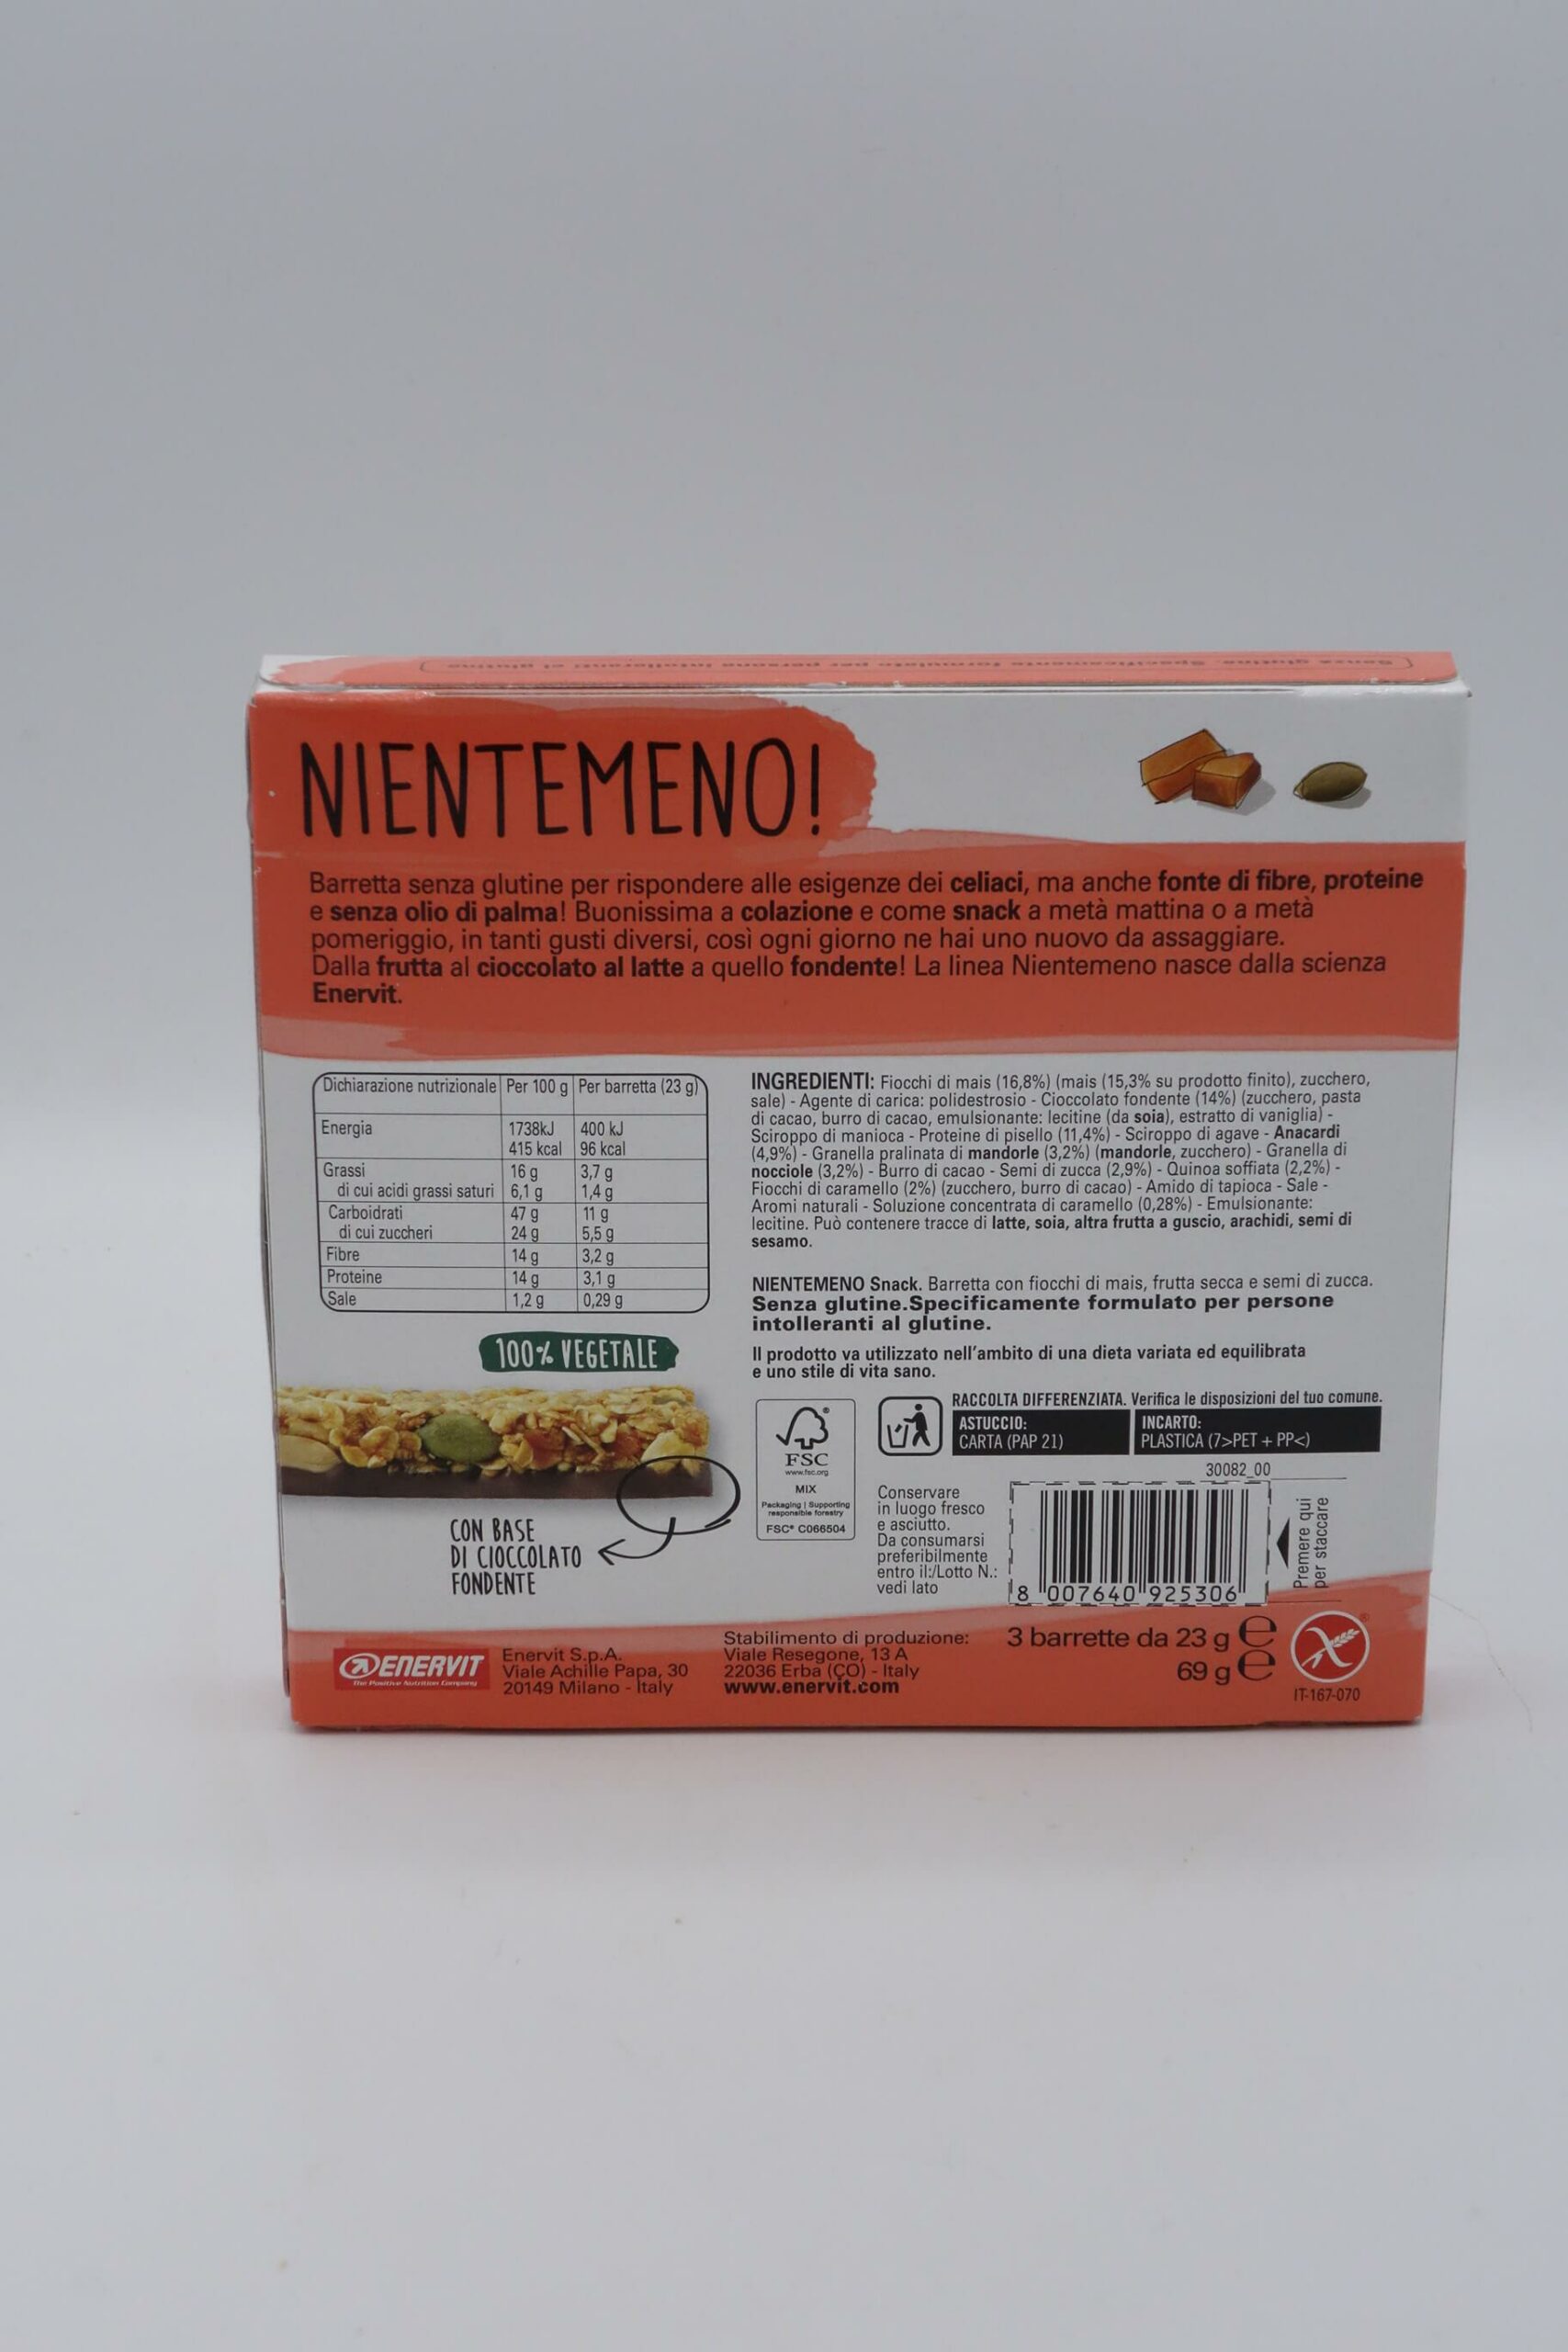 Senza glutine. Specificamente formulato per persone intolleranti al glutine
NIENTEMENO!
Barretta senza glutine per rispondere alle esigenze dei celiaci, ma anche fonte di fibre, proteine
e senza olio di palma! Buonissima a colazione e come snack a metà mattina o a metà
pomeriggio, in tanti gusti diversi, così ogni giorno ne hai uno nuovo da assaggiare.
Dalla frutta al cioccolato al latte a quello fondente! La linea Nientemeno nasce dalla scienza
Enervit.
Dichiarazione nutrizionale Per 100 g Per barretta (23 g)
Energia 1738kJ 400 kJ
415 kcal 96 kcal
Grassi 16 g 3,7 g
di cui acidi grassi saturi 6,1 g 1,4 g
Carboidrati 47 g 11 g
di cui zuccheri 24 g 5,5 g
Fibre 14 g 3,2 g
Proteine 14 g 3,1 g
Sale 1,2 g 0,29 g
100% VEGETALE
CON BASE
DI CIOCCOLATO
FONDENTE
INGREDIENTI: Fiocchi di mais (16,8%) (mais (15,3% su prodotto finito), zucchero,
sale) - Agente di carica: polidestrosio - Cioccolato fondente (14%) (zucchero, pasta
di cacao, burro di cacao, emulsionante: lecitine (da soia), estratto di vaniglia) -
Sciroppo di manioca - Proteine di pisello (11,4%) - Sciroppo di agave - Anacardi
(4,9%) - Granella pralinata di mandorle (3,2%) (mandorle, zucchero) - Granella di
nocciole (3,2%) - Burro di cacao - Semi di zucca (2,9%) - Quinoa soffiata (2,2%) -
Fiocchi di caramello (2%) (zucchero, burro di cacao) - Amido di tapioca - Sale -
Aromi naturali - Soluzione concentrata di caramello (0,28%) - Emulsionante:
lecitine. Può contenere tracce di latte, soia, altra frutta a guscio, arachidi, semi di
sesamo.
NIENTEMENO Snack. Barretta con fiocchi di mais, frutta secca e semi di zucca.
Senza glutine.Specificamente formulato per persone
intolleranti al glutine.
Il prodotto va utilizzato nell'ambito di una dieta variata ed equilibrata
e uno stile di vita sano.
FSC
www.fsc.org
MIX
Packaging | Supporting
responsible forestry
FSC® C066504
RACCOLTA DIFFERENZIATA. Verifica le disposizioni del tuo comune.
ASTUCCIO:
CARTA (PAP 21)
INCARTO:
PLASTICA (7>PET + PP<)
30082_00
Conservare
in luogo fresco
e asciutto.
Da consumarsi
preferibilmente
entro il:/Lotto N.:
vedi lato
8 007640 925306
Premere qui
per staccare
ENERVIT
The Positive Nutrition Company
Enervit S.p.A.
Viale Achille Papa, 30
20149 Milano - Italy
Stabilimento di produzione:
Viale Resegone, 13 A
22036 Erba (CO) - Italy
www.enervit.com
3 barrette da 23 g e
69 g e
IT-167-070